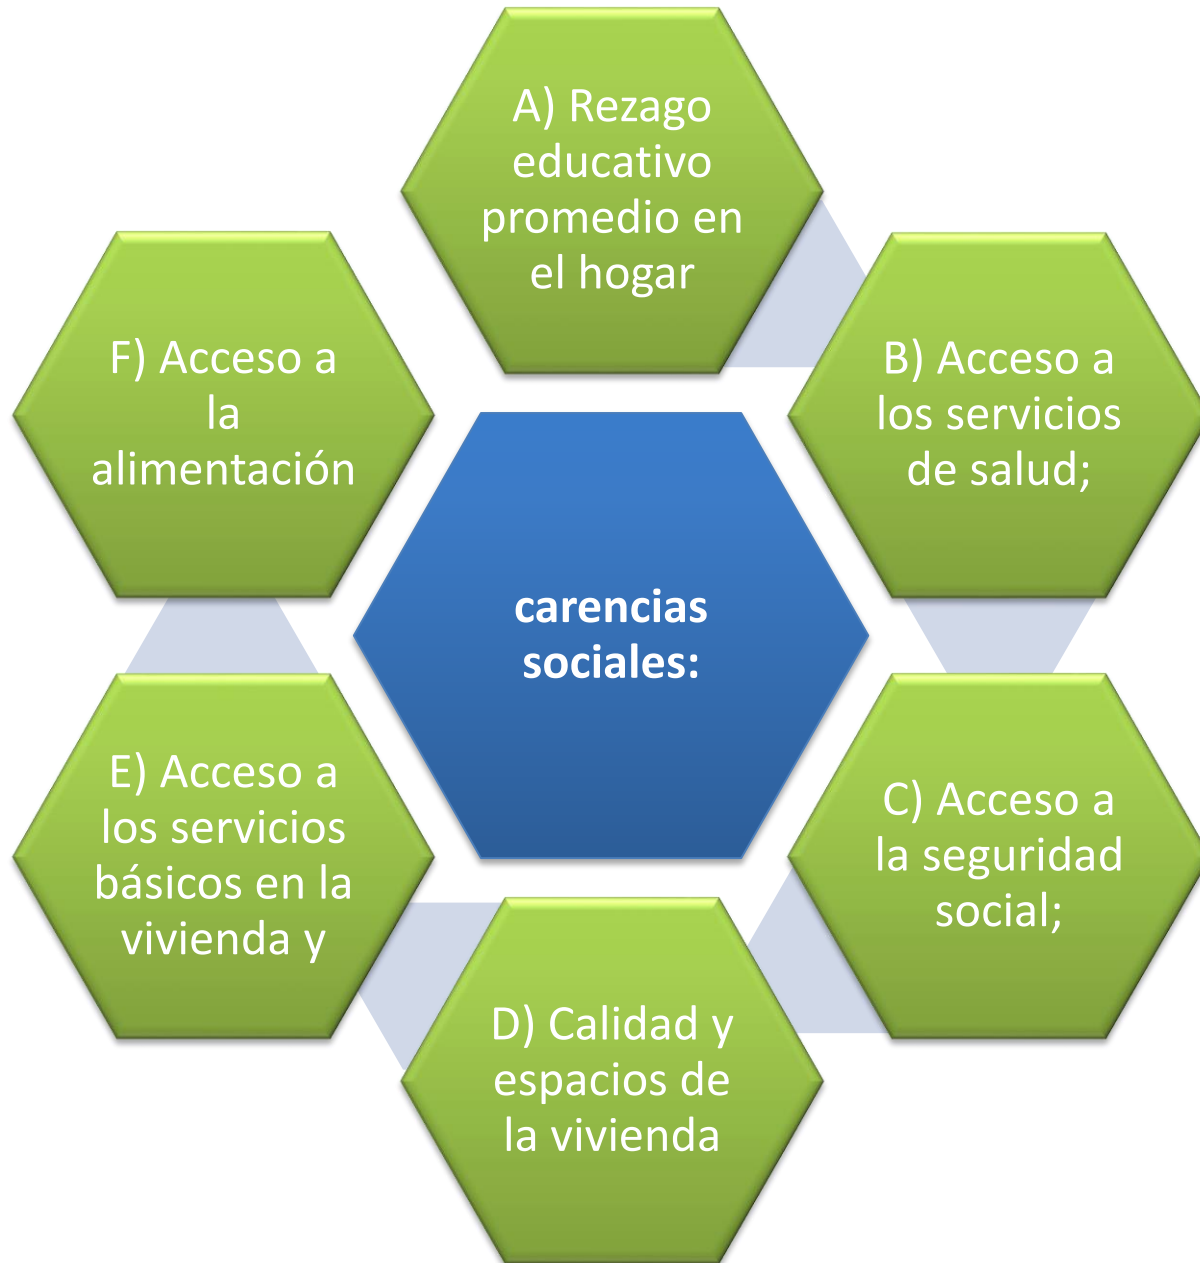 A) Rezago
educativo
promedio en
el hogar
B) Acceso a
los servicios
de salud;
C) Acceso a
la seguridad
social;
D) Calidad y
espacios de
la vivienda
E) Acceso a
los servicios
básicos en la
vivienda y
F) Acceso a
la
alimentación
carencias
sociales: